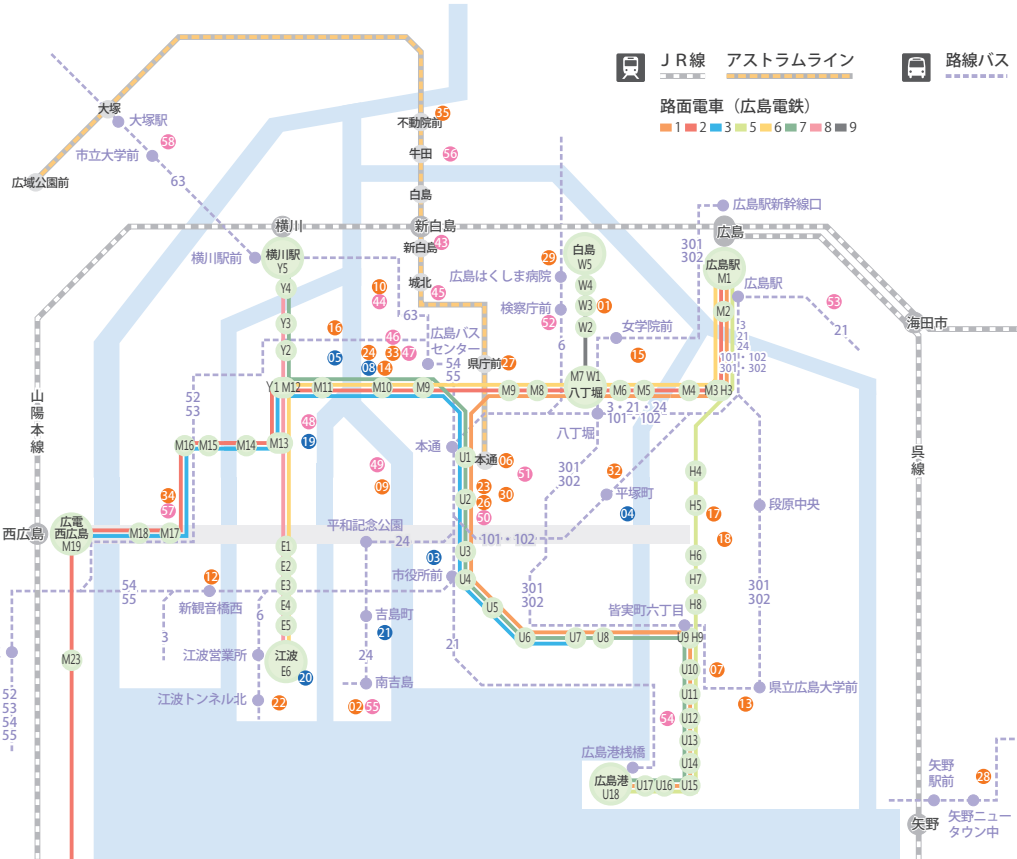 ＪＲ線
アストラムライン
路線バス
路面電車（広島電鉄）
1 2 3 5 6 7 8 9
大塚
大塚駅
市立大学前
58
63
広域公園前
不動院前
35
牛田
56
白島
横川
新白島
新白島
43
城北
45
横川駅前
横川駅
Y5
Y4
Y3
Y2
Y1
M12
10
44
16
05
46
24
33
47
08
14
63
広島バス
センター
54
55
県庁前
27
白島
W5
W4
W3
W2
01
29
広島はくしま病院
検察庁前
52
6
女学院前
15
広島駅新幹線口
301
302
広島
広島駅
M1
M2
広島駅
53
21
3
21
24
101・102
301・302
海田市
山陽本線
呉線
52
53
M11
M10
M9
M9
M8
M7 W1
八丁堀
M6
M5
M4
M3
H3
3・21・24
101・102
八丁堀
M16
M15
M14
M13
48
19
49
09
本通
U1
本通
06
51
23
26
30
50
U2
U3
301
302
32
平塚町
04
H4
H5
17
18
段原中央
34
57
西広島
広電
西広島
M19
M18
M17
平和記念公園
24
101・102
03
市役所前
U4
U5
U6
U7
U8
H6
H7
H8
U9
H9
皆実町六丁目
301
302
301
302
E1
E2
E3
E4
E5
江波
E6
20
54
55
12
新観音橋西
3
6
江波営業所
江波トンネル北
22
吉島町
21
24
南吉島
02
55
21
M23
52
53
54
55
U10
07
U11
U12
U13
U14
U15
U16
U17
広島港
U18
54
広島港桟橋
13
県立広島大学前
矢野
駅前
28
矢野
矢野ニュー
タウン中